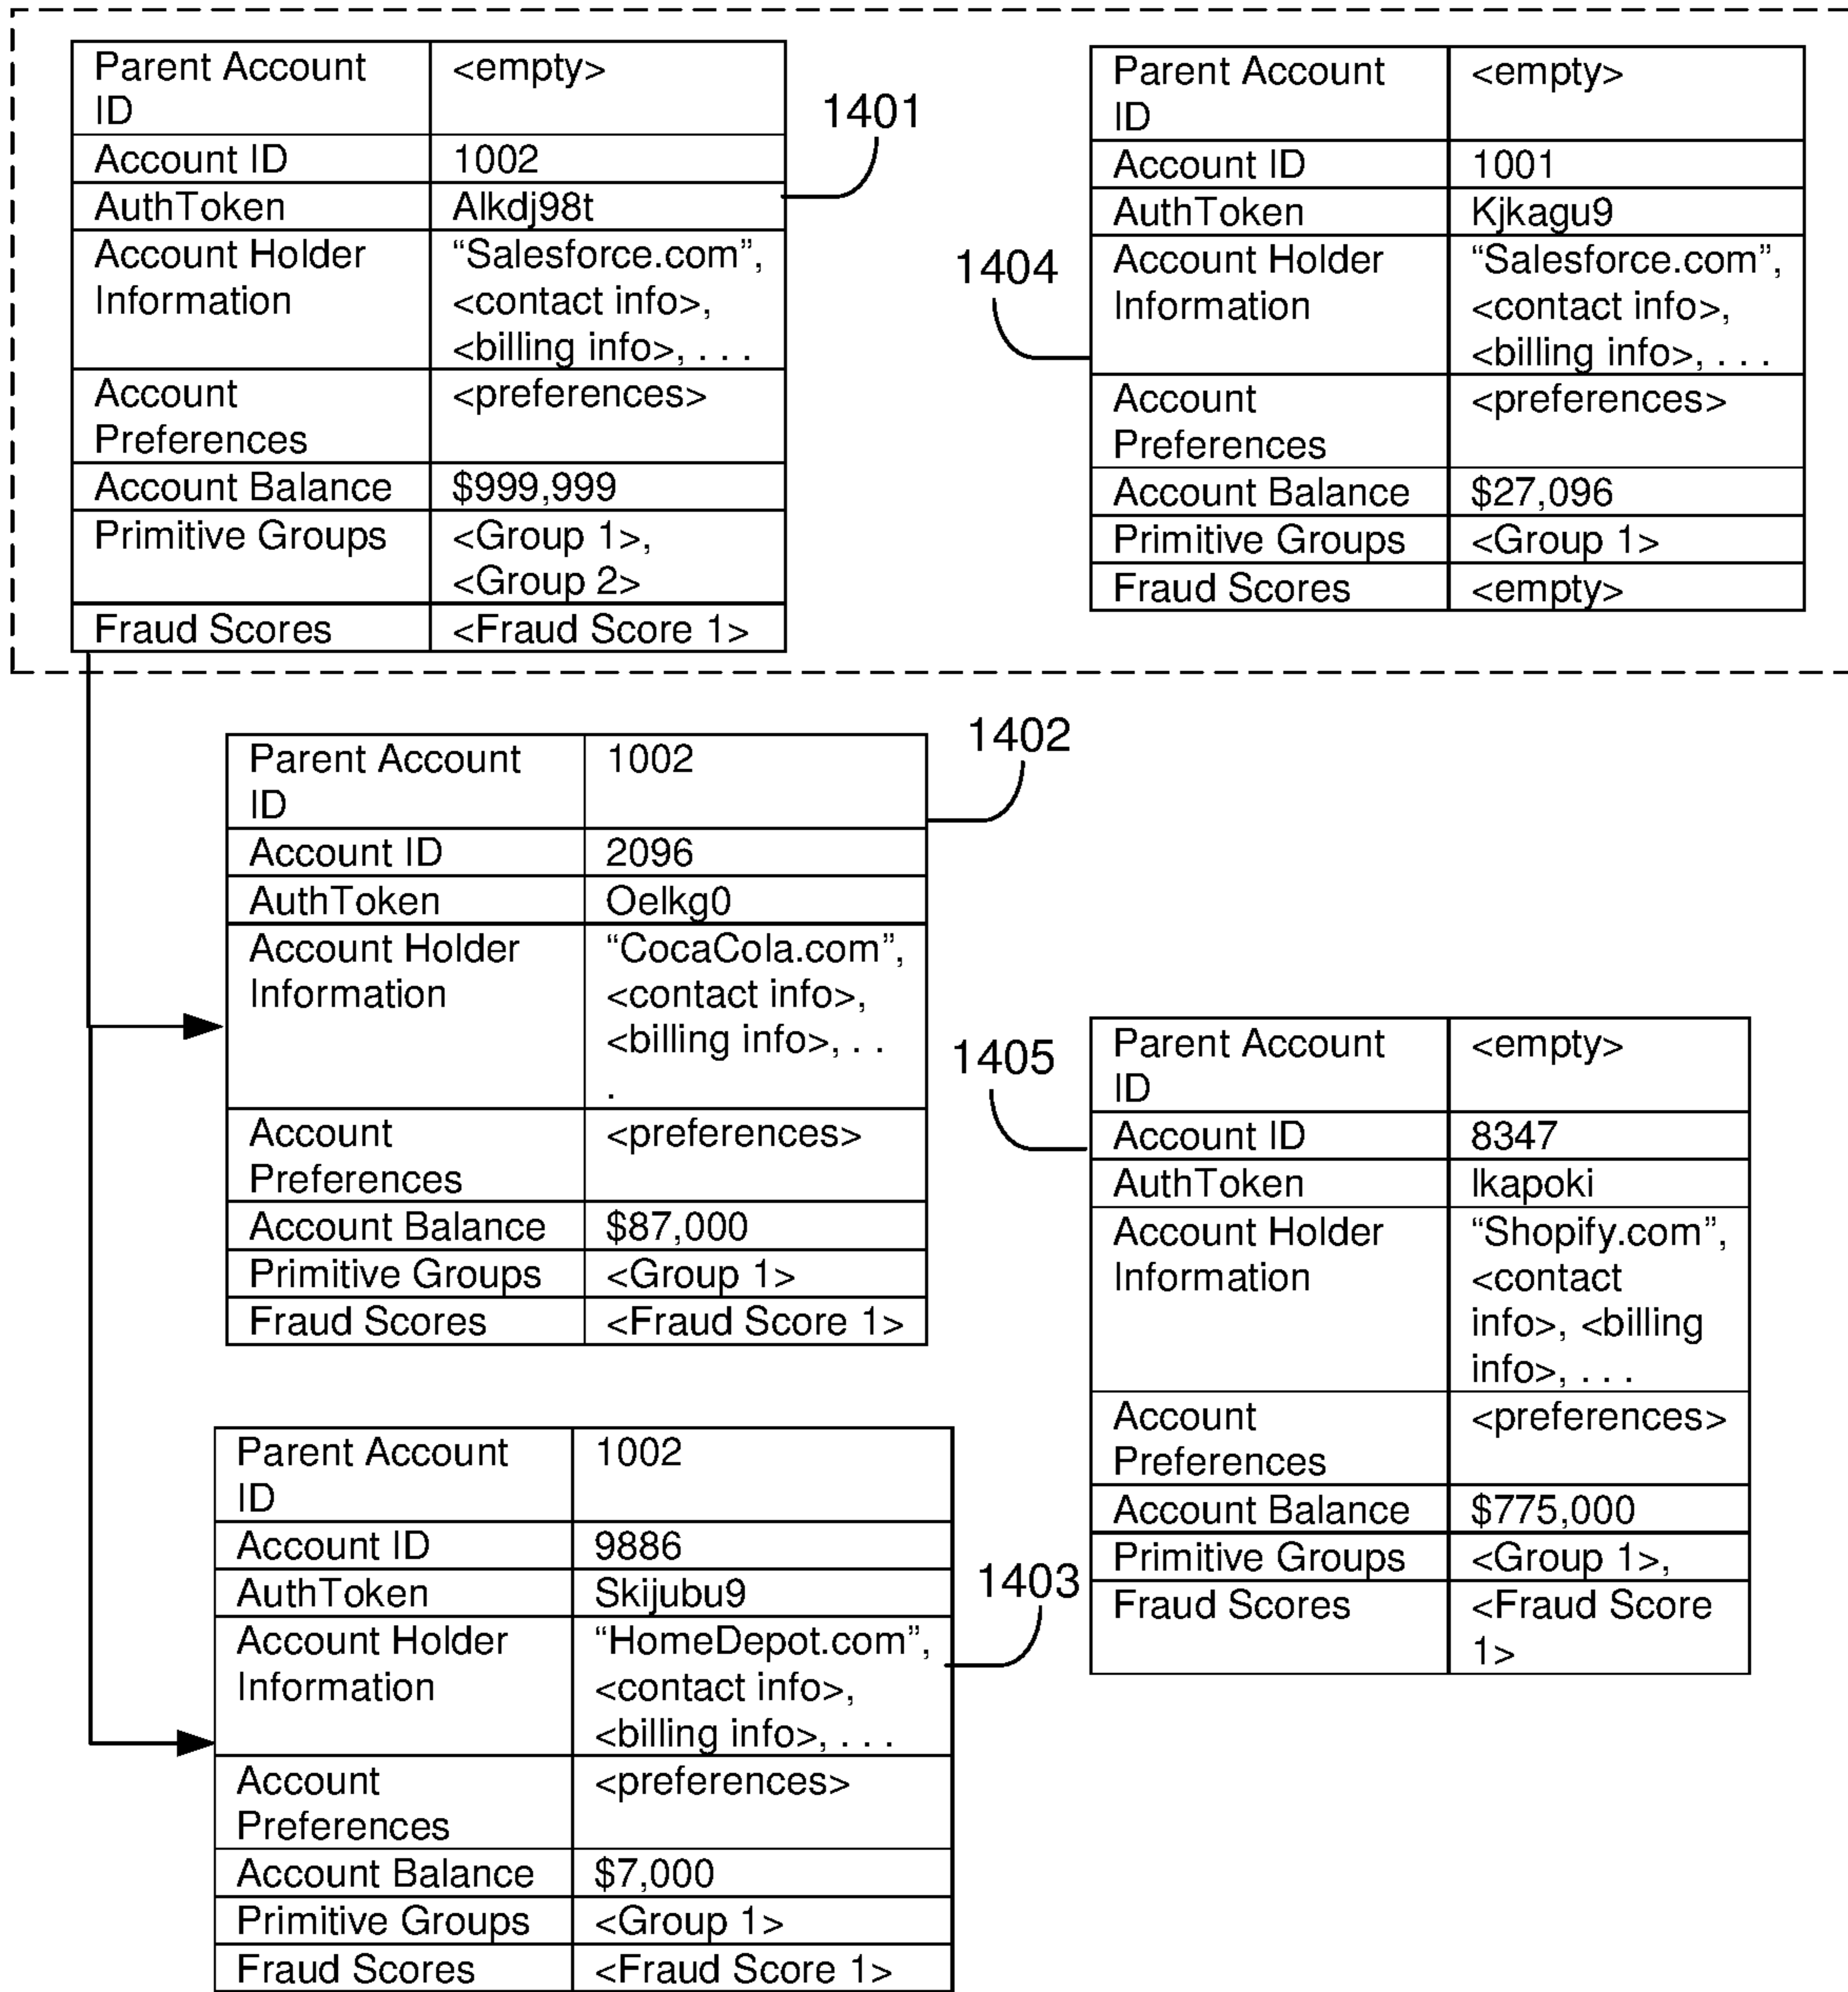 Parent Account <empty>
ID
Account ID 1002
AuthToken Alkdj98t
Account Holder “Salesforce.com”,
Information <contact info>,
<billing info>, . . .
Account <preferences>
Preferences
Account Balance $999,999
Primitive Groups <Group 1>,
<Group 2>
Fraud Scores <Fraud Score 1>
1401
Parent Account <empty>
ID
Account ID 1001
AuthToken Kjkagu9
Account Holder “Salesforce.com”,
Information <contact info>,
<billing info>, . . .
Account <preferences>
Preferences
Account Balance $27,096
Primitive Groups <Group 1>
Fraud Scores <empty>
1404
Parent Account 1002
ID
Account ID 2096
AuthToken Oelkg0
Account Holder “CocaCola.com”,
Information <contact info>,
<billing info>, . .
.
Account <preferences>
Preferences
Account Balance $87,000
Primitive Groups <Group 1>
Fraud Scores <Fraud Score 1>
1402
Parent Account <empty>
ID
Account ID 8347
AuthToken lkapoki
Account Holder “Shopify.com”,
Information <contact
info>, <billing
info>, . . .
Account <preferences>
Preferences
Account Balance $775,000
Primitive Groups <Group 1>,
Fraud Scores <Fraud Score
1>
1405
Parent Account 1002
ID
Account ID 9886
AuthToken Skijubu9
Account Holder “HomeDepot.com”,
Information <contact info>,
<billing info>, . . .
Account <preferences>
Preferences
Account Balance $7,000
Primitive Groups <Group 1>
Fraud Scores <Fraud Score 1>
1403